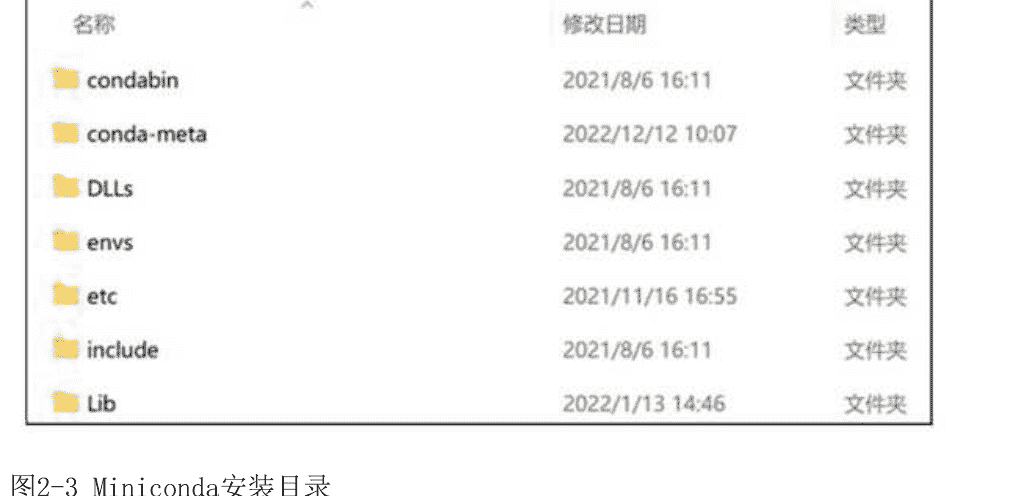 名称 修改日期 类型
condabin 2021/8/6 16:11 文件夹
conda-meta 2022/12/12 10:07 文件夹
DLLs 2021/8/6 16:11 文件夹
envs 2021/8/6 16:11 文件夹
etc 2021/11/16 16:55 文件夹
include 2021/8/6 16:11 文件夹
Lib 2022/1/13 14:46 文件夹
图2-3 Miniconda安装目录